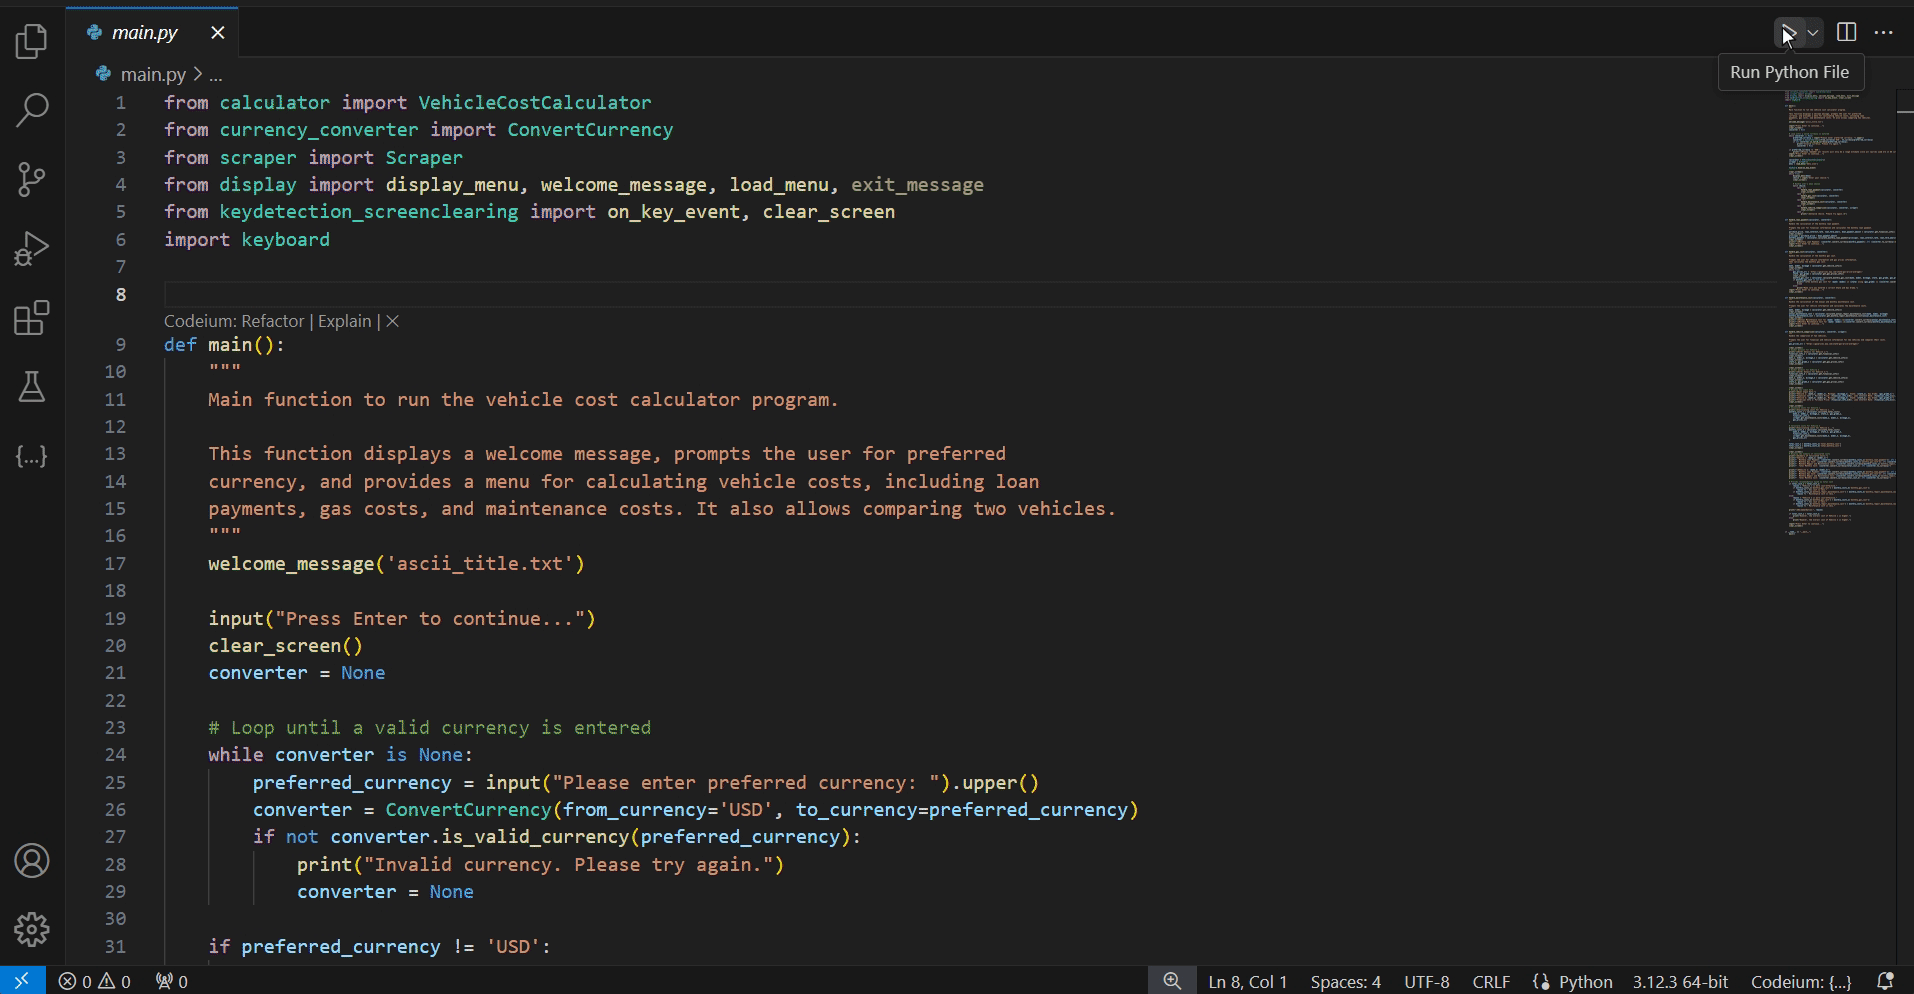 main.py
Run Python File
main.py > ...
1 from calculator import VehicleCostCalculator
2 from currency_converter import ConvertCurrency
3 from scraper import Scraper
4 from display import display_menu, welcome_message, load_menu, exit_message
5 from keydetection_screenclearing import on_key_event, clear_screen
6 import keyboard
7
8
Codeium: Refactor | Explain | ×
9 def main():
10     """
11     Main function to run the vehicle cost calculator program.
12
13     This function displays a welcome message, prompts the user for preferred
14     currency, and provides a menu for calculating vehicle costs, including loan
15     payments, gas costs, and maintenance costs. It also allows comparing two vehicles.
16     """
17     welcome_message('ascii_title.txt')
18
19     input("Press Enter to continue...")
20     clear_screen()
21     converter = None
22
23     # Loop until a valid currency is entered
24     while converter is None:
25         preferred_currency = input("Please enter preferred currency: ").upper()
26         converter = ConvertCurrency(from_currency='USD', to_currency=preferred_currency)
27         if not converter.is_valid_currency(preferred_currency):
28             print("Invalid currency. Please try again.")
29             converter = None
30
31     if preferred_currency != 'USD':
0 0 0 Ln 8, Col 1 Spaces: 4 UTF-8 CRLF Python 3.12.3 64-bit Codeium: {...}